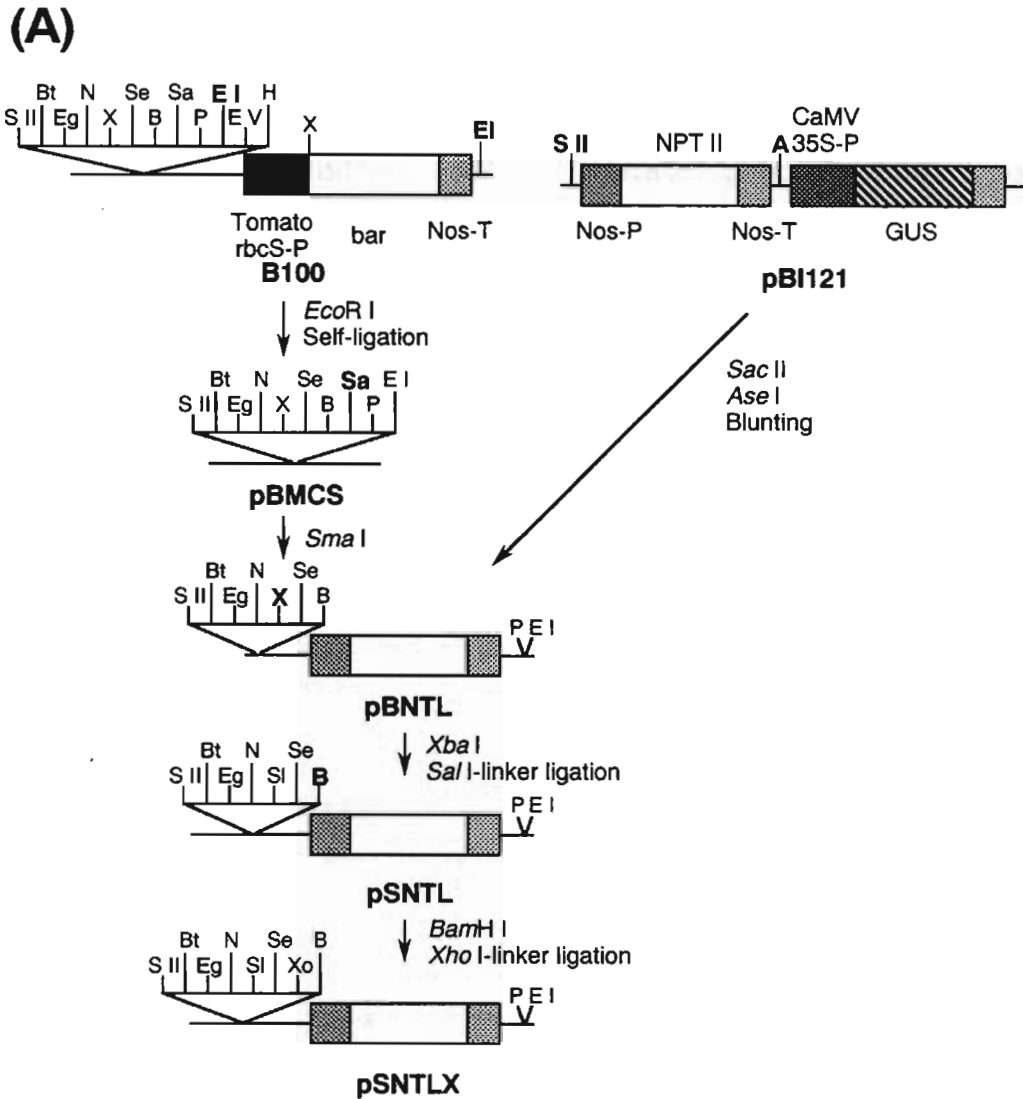 (A)
Bt N Se Sa E I H
S II Eg X B P E V
X
EI
Tomato
rbcS-P
bar
Nos-T
B100
S II
NPT II
A
CaMV
35S-P
Nos-P
Nos-T
GUS
pBI121
EcoR I
Self-ligation
Sac II
Ase I
Blunting
Bt N Se Sa E I
S II Eg X B P
pBMCS
Sma I
Bt N Se
S II Eg X B
P E I
pBNTL
Xba I
Sal I-linker ligation
Bt N Se
S II Eg Sl B
P E I
pSNTL
BamH I
Xho I-linker ligation
Bt N Se B
S II Eg Sl Xo
P E I
pSNTLX